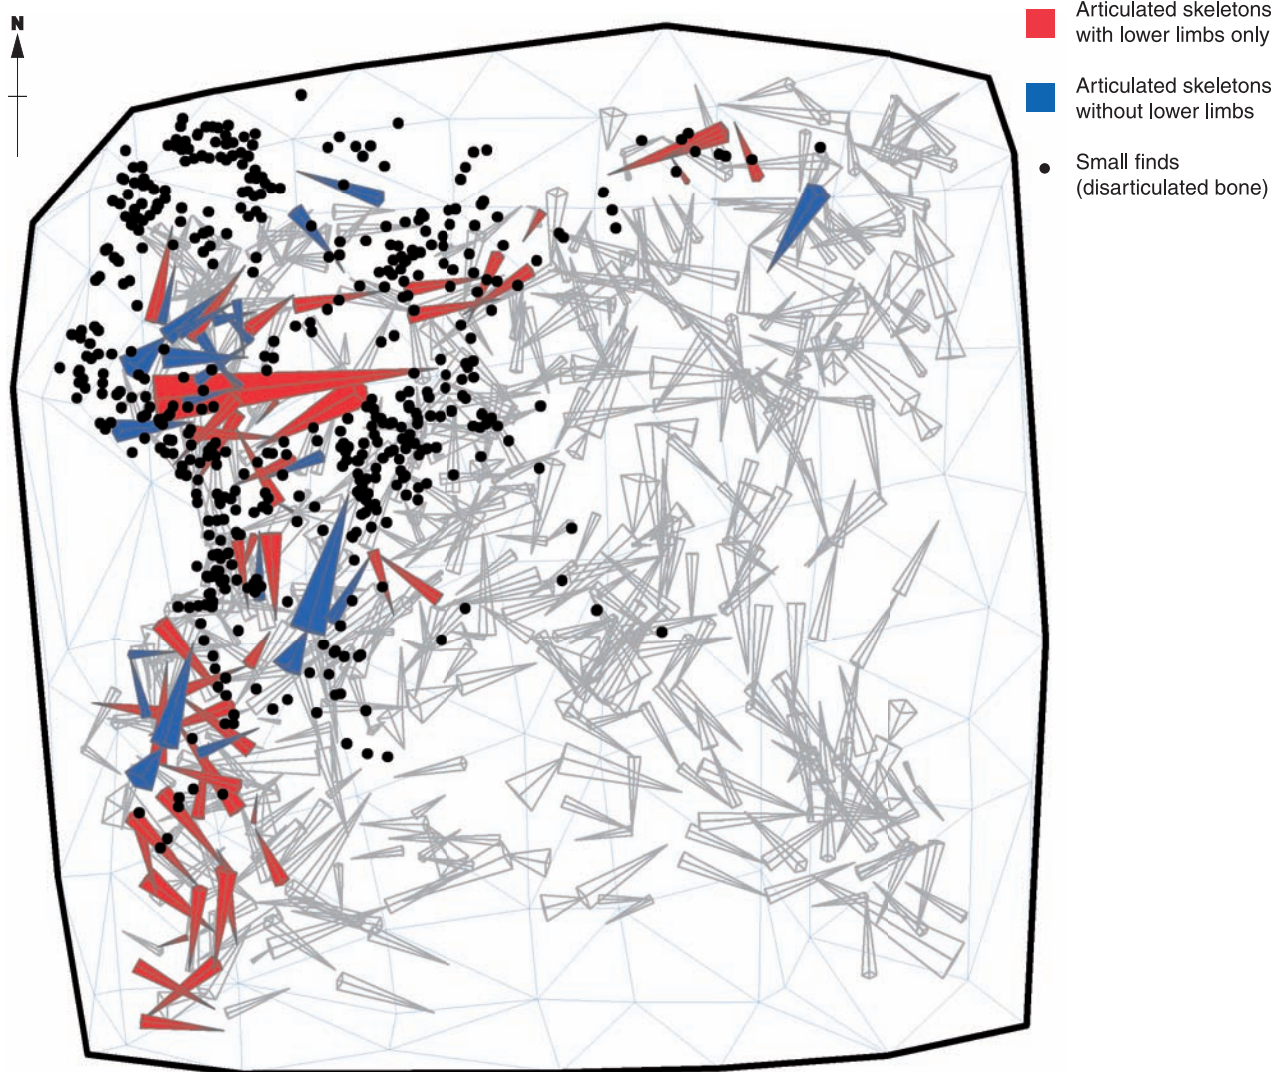 N
Articulated skeletons
with lower limbs only
Articulated skeletons
without lower limbs
Small finds
(disarticulated bone)